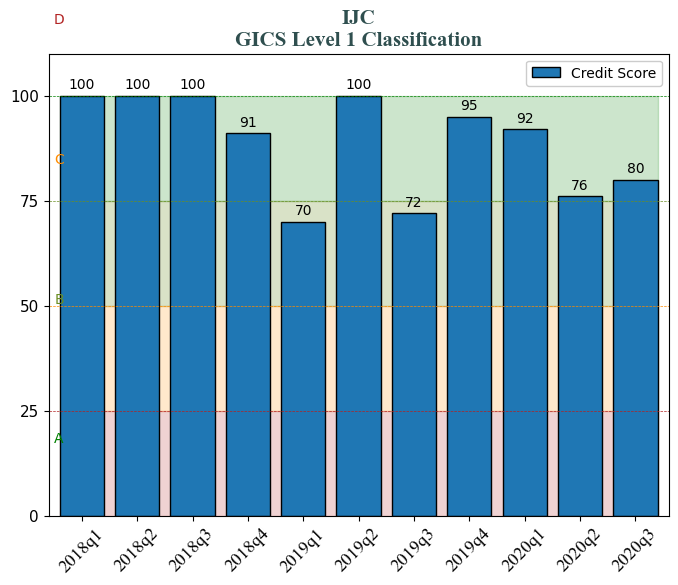 D
IJC
GICS Level 1 Classification
Credit Score
100
100
100
91
70
100
72
95
92
76
80
100
75
50
25
0
C
B
A
2018q1
2018q2
2018q3
2018q4
2019q1
2019q2
2019q3
2019q4
2020q1
2020q2
2020q3